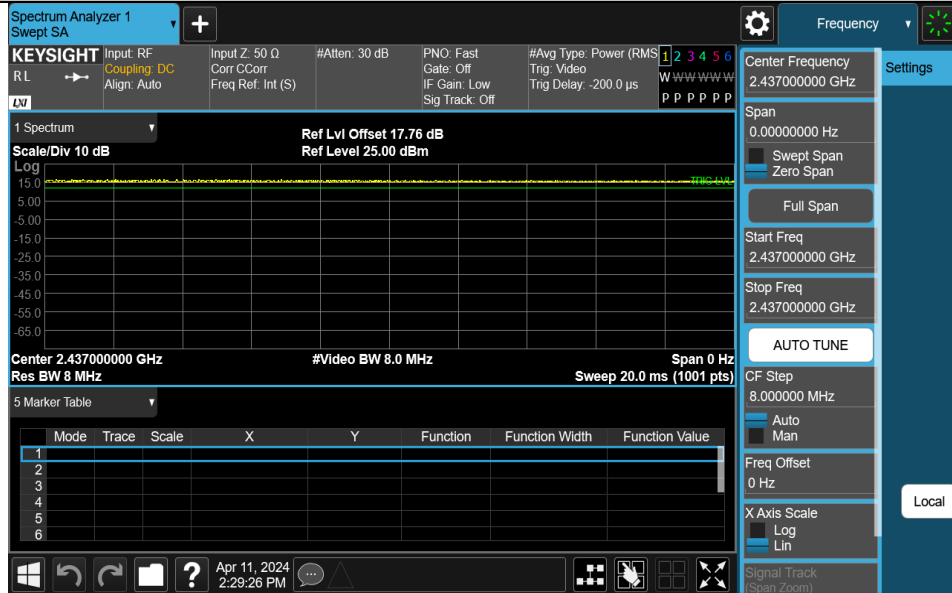 Spectrum Analyzer 1
Swept SA
Frequency
KEYSIGHT
RL
LXI
Input: RF
Coupling: DC
Align: Auto
Input Z: 50 Ω
Corr CCorr
Freq Ref: Int (S)
#Atten: 30 dB
PNO: Fast
Gate: Off
IF Gain: Low
Sig Track: Off
#Avg Type: Power (RMS
Trig: Video
Trig Delay: -200.0 µs
1 2 3 4 5 6
W W W W W W
P P P P P P
1 Spectrum
Scale/Div 10 dB
Ref Lvl Offset 17.76 dB
Ref Level 25.00 dBm
Log
TRIG LVL
15.0
5.00
-5.00
-15.0
-25.0
-35.0
-45.0
-55.0
-65.0
Center 2.437000000 GHz
#Video BW 8.0 MHz
Span 0 Hz
Res BW 8 MHz
Sweep 20.0 ms (1001 pts)
5 Marker Table
Mode Trace Scale X Y Function Function Width Function Value
1
2
3
4
5
6
Apr 11, 2024
2:29:26 PM
Center Frequency
2.437000000 GHz
Span
0.00000000 Hz
Swept Span
Zero Span
Full Span
Start Freq
2.437000000 GHz
Stop Freq
2.437000000 GHz
AUTO TUNE
CF Step
8.000000 MHz
Auto
Man
Freq Offset
0 Hz
X Axis Scale
Log
Lin
Signal Track
(Span Zoom)
Settings
Local